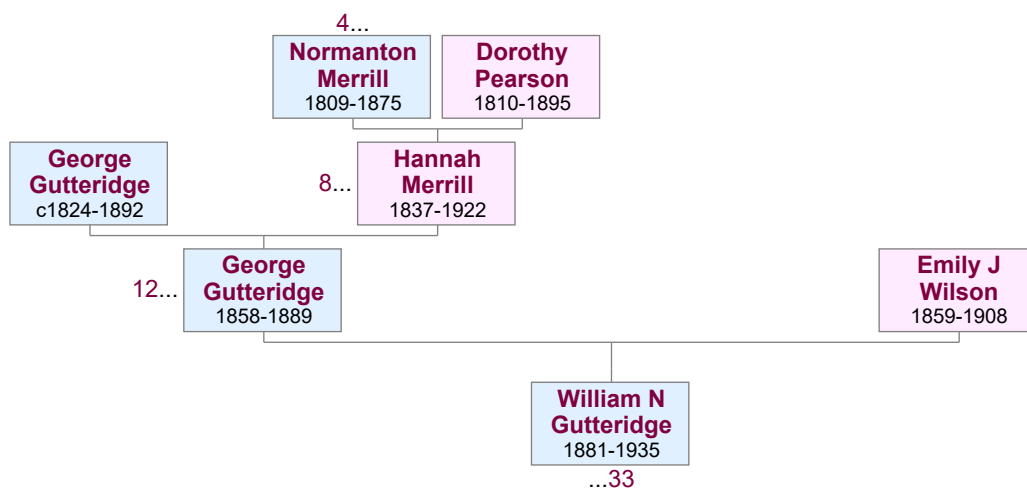 4...
Normanton
Merrill
1809-1875
Dorothy
Pearson
1810-1895
George
Gutteridge
c1824-1892
8...
Hannah
Merrill
1837-1922
12...
George
Gutteridge
1858-1889
Emily J
Wilson
1859-1908
William N
Gutteridge
1881-1935
...33